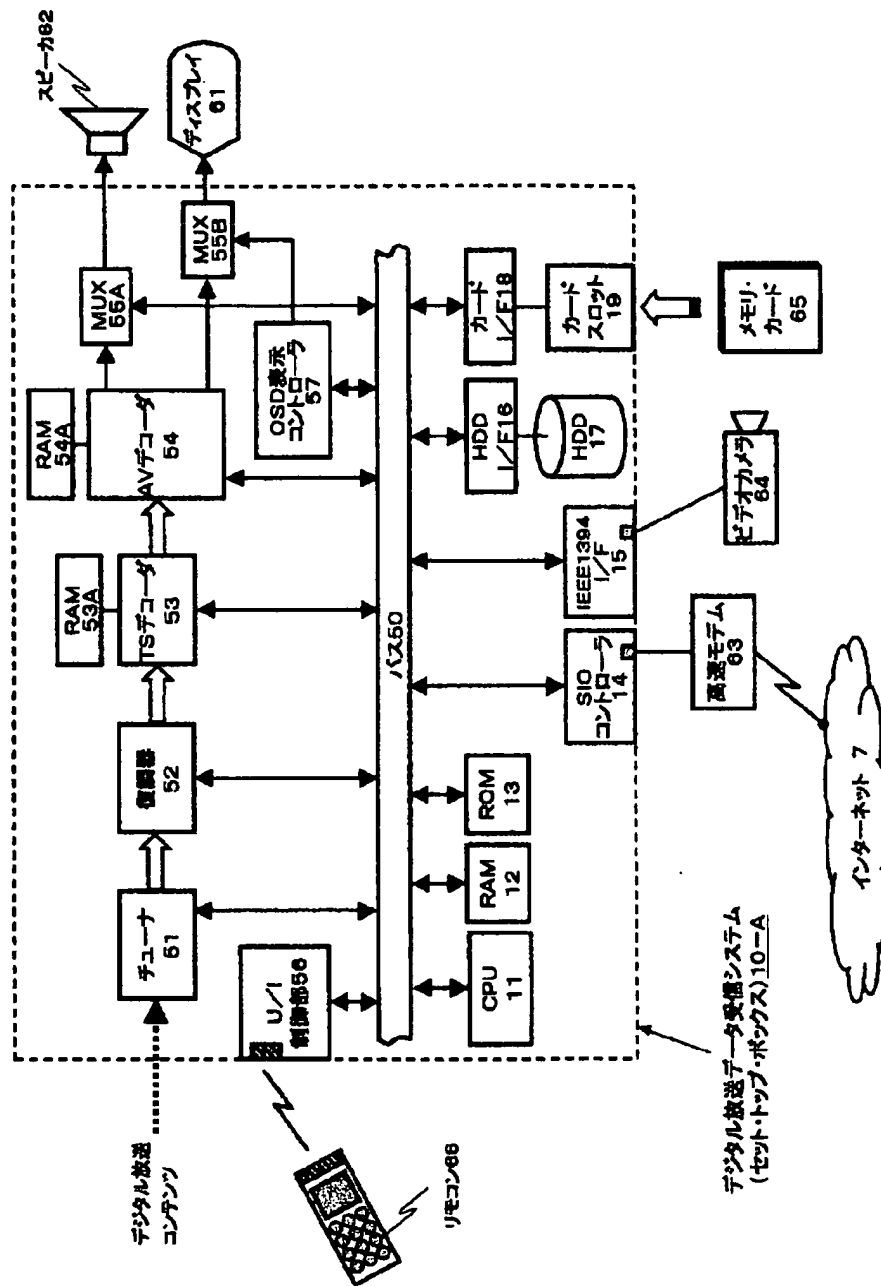 デジタル放送
コンテンツ
チューナ
51
復調器
52
TSデコーダ
53
RAM
53A
AVデコーダ
54
RAM
54A
MUX
55A
MUX
55B
スピーカ62
ディスプレイ
61
リモコン66
U/I
制御部56
OSD表示
コントローラ
57
バス50
CPU
11
RAM
12
ROM
13
SIO
コントローラ
14
IEEE1394
I/F
15
HDD
I/F16
HDD
17
カード
I/F18
カード
スロット
19
高速モデム
63
ビデオカメラ
64
メモリ・
カード
65
インターネット 7
デジタル放送データ受信システム
(セット・トップ・ボックス)10-A